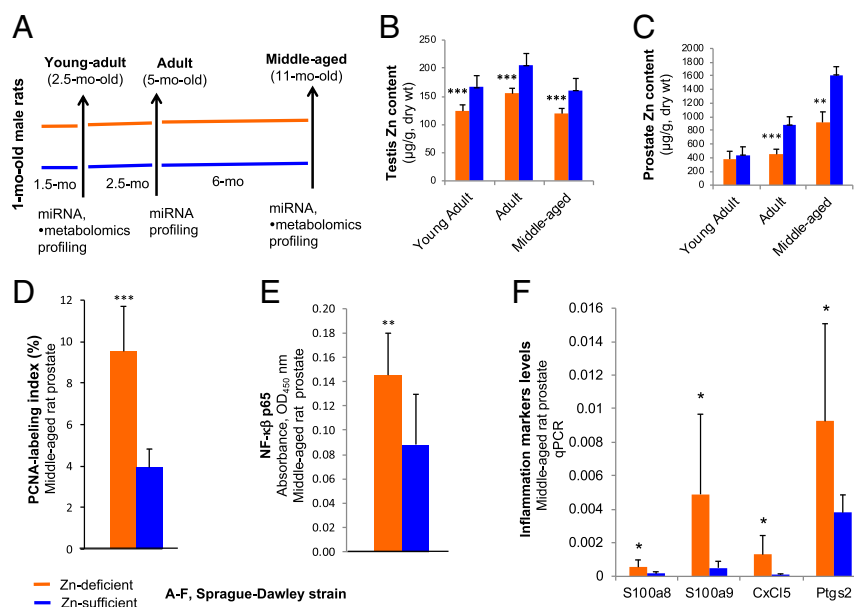 A
Young-adult
(2.5-mo-old)
Adult
(5-mo-old)
Middle-aged
(11-mo-old)
1-mo-old male rats
1.5-mo
2.5-mo
6-mo
miRNA,
•metabolomics
profiling
miRNA
profiling
miRNA,
•metabolomics
profiling
B
Testis Zn content
(µg/g, dry wt)
250
200
150
100
50
0
***
***
***
Young Adult
Adult
Middle-aged
C
Prostate Zn content
(µg/g, dry wt)
2000
1800
1600
1400
1200
1000
800
600
400
200
0
***
**
Young Adult
Adult
Middle-aged
D
PCNA-labeling index (%)
Middle-aged rat prostate
12
10
8
6
4
2
0
***
E
NF-κβ p65
Absorbance, OD450 nm
Middle-aged rat prostate
0.20
0.18
0.16
0.14
0.12
0.10
0.08
0.06
0.04
0.02
0.00
**
F
Inflammation markers levels
Middle-aged rat prostate
qPCR
0.016
0.014
0.012
0.01
0.008
0.006
0.004
0.002
0
*
*
*
*
S100a8
S100a9
CxCl5
Ptgs2
Zn-deficient
Zn-sufficient
A-F, Sprague-Dawley strain